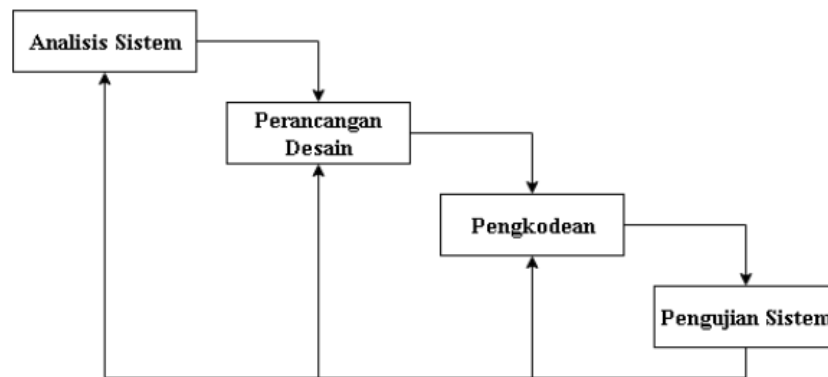 Analisis Sistem
Perancangan
Desain
Pengkodean
Pengujian Sistem